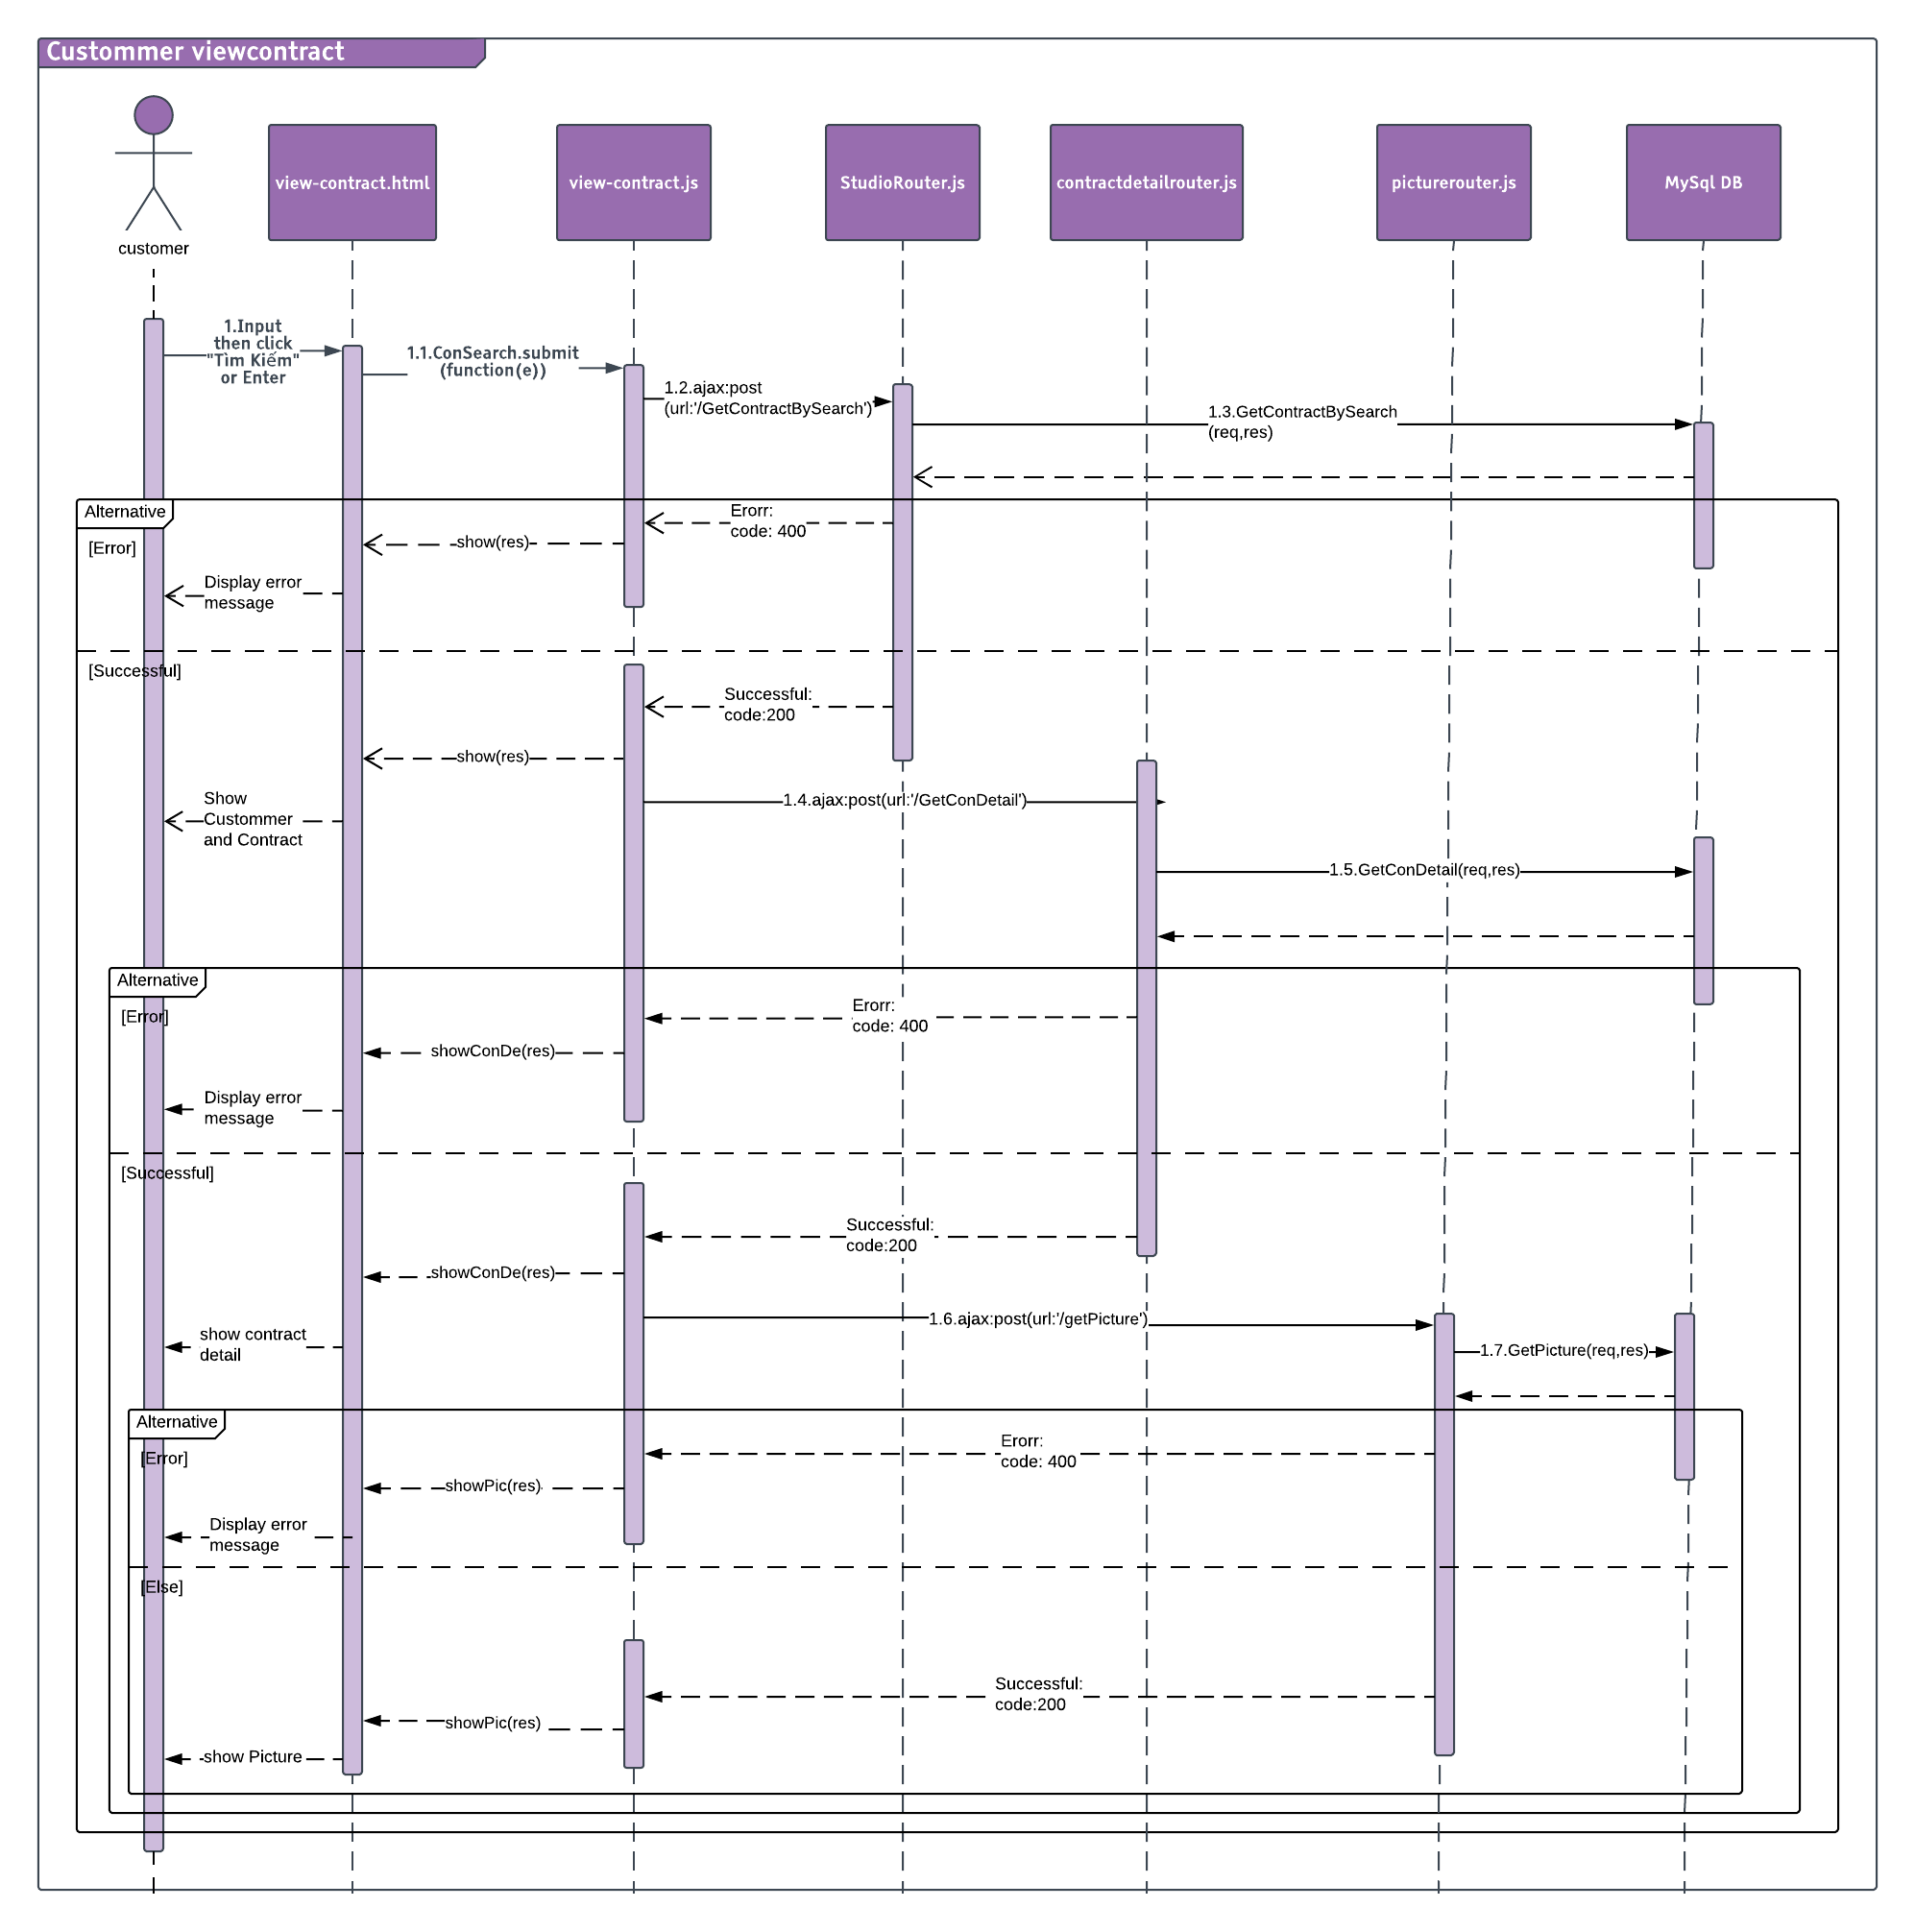 Custommer viewcontract
view-contract.html
view-contract.js
StudioRouter.js
contractdetailrouter.js
picturerouter.js
MySql DB
customer
1.Input
then click
"Tìm Kiếm"
or Enter
1.1.ConSearch.submit
(function(e))
1.2.ajax:post
(url:'/GetContractBySearch')
1.3.GetContractBySearch
(req,res)
Alternative
[Error]
Erorr:
code: 400
show(res)
Display error
message
[Successful]
Successful:
code:200
show(res)
Show
Custommer
and Contract
1.4.ajax:post(url:'/GetConDetail')
1.5.GetConDetail(req,res)
Alternative
[Error]
Erorr:
code: 400
showConDe(res)
Display error
message
[Successful]
Successful:
code:200
showConDe(res)
1.6.ajax:post(url:'/getPicture')
show contract
detail
1.7.GetPicture(req,res)
Alternative
[Error]
Erorr:
code: 400
showPic(res)
Display error
message
[Else]
Successful:
code:200
showPic(res)
show Picture